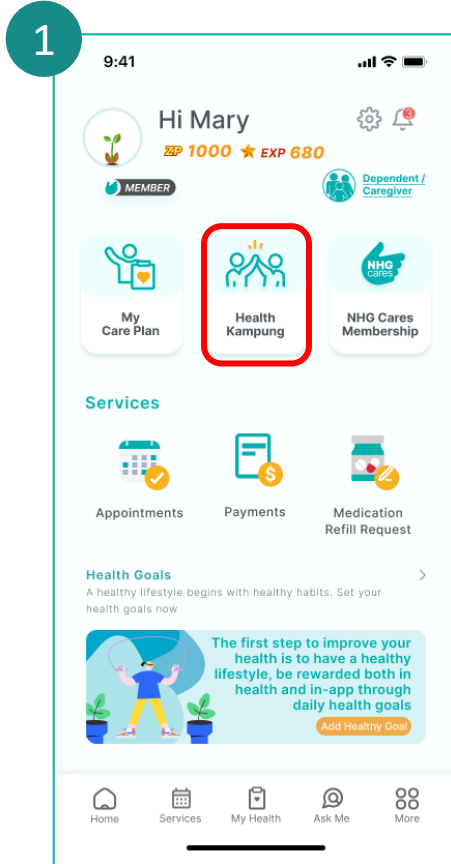 1
9:41
Hi Mary
3
ZP 1000 EXP 680
MEMBER
Dependent /
Caregiver
NHG
cares
My
Care Plan
Health
Kampung
NHG Cares
Membership
Services
$
Appointments
Payments
Medication
Refill Request
Health Goals
A healthy lifestyle begins with healthy habits. Set your
health goals now
The first step to improve your
health is to have a healthy
lifestyle, be rewarded both in
health and in-app through
daily health goals
Add Healthy Goal
Home
Services
My Health
Ask Me
More